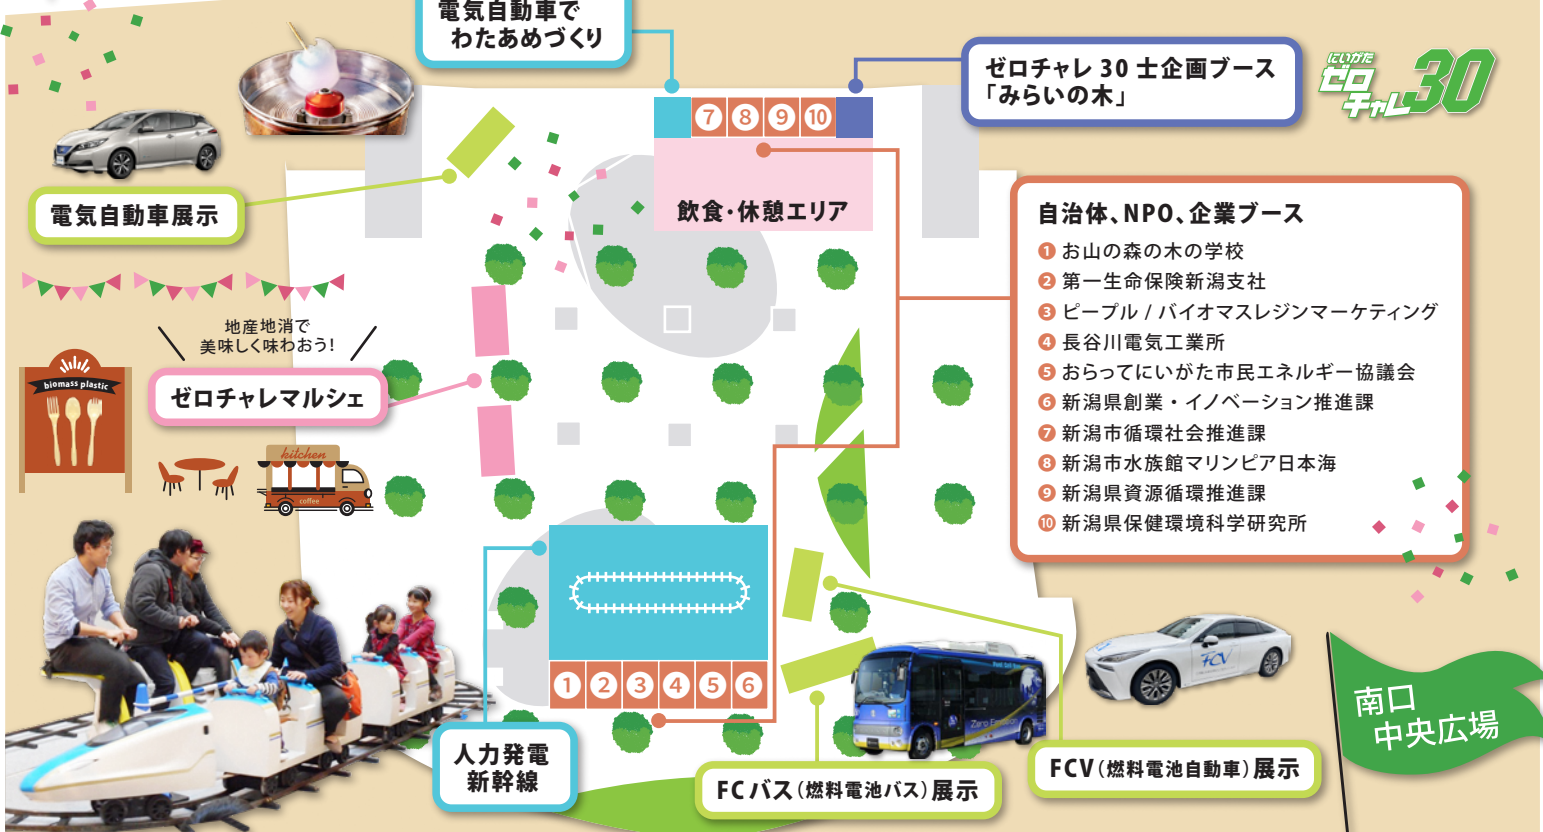 電気自動車で
わたあめづくり
ゼロチャレ 30 士企画ブース
「みらいの木」
にいがた
ゼロ
チャレ30
7 8 9 10
電気自動車展示
飲食・休憩エリア
自治体、NPO、企業ブース
1 お山の森の木の学校
2 第一生命保険新潟支社
3 ピープル / バイオマスレジンマーケティング
4 長谷川電気工業所
5 おらってにいがた市民エネルギー協議会
6 新潟県創業・イノベーション推進課
7 新潟市循環社会推進課
8 新潟市水族館マリンピア日本海
9 新潟県資源循環推進課
10 新潟県保健環境科学研究所
地産地消で
美味しく味わおう!
ゼロチャレマルシェ
biomass plastic
kitchen
coffee
1 2 3 4 5 6
人力発電
新幹線
FCバス(燃料電池バス)展示
Zero Emission
FCV
FCV(燃料電池自動車)展示
南口
中央広場